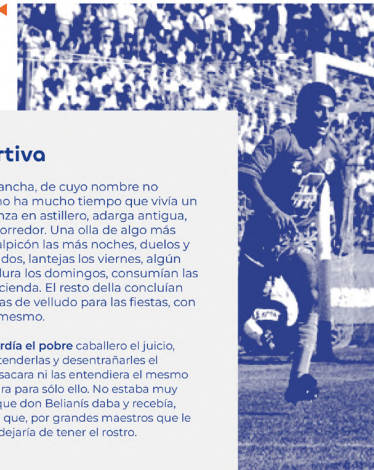 rtiva
ancha, de cuyo nombre no
no ha mucho tiempo que vivía un
nza en astillero, adarga antigua,
orredor. Una olla de algo más
alpicón las más noches, duelos y
dos, lantejas los viernes, algún
dura los domingos, consumían las
cienda. El resto della concluían
as de velludo para las fiestas, con
mesmo.
rdía el pobre caballero el juicio,
tenderlas y desentrañarles el
sacara ni las entendiera el mesmo
ra para sólo ello. No estaba muy
que don Belianís daba y recebía,
que, por grandes maestros que le
dejaría de tener el rostro.